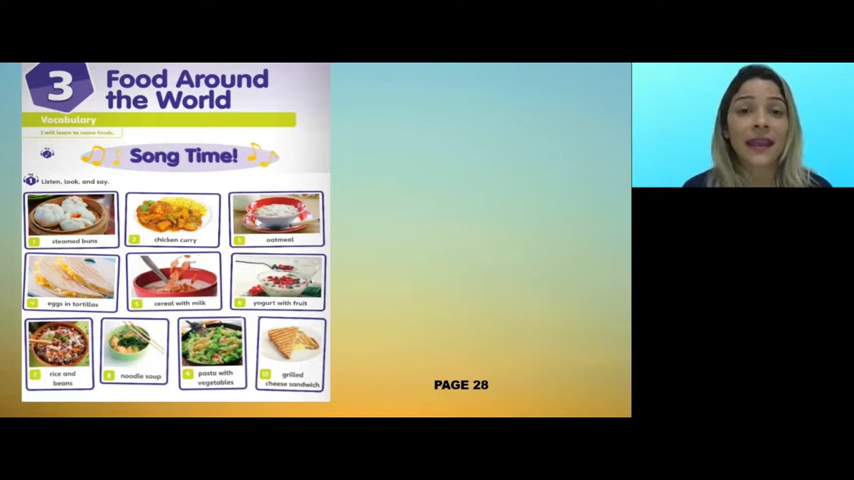 3
Food Around
the World
Vocabulary
I will learn to name foods.
Song Time!
1 Listen, look, and say.
1 steamed buns
2 chicken curry
3 oatmeal
4 eggs in tortillas
5 cereal with milk
6 yogurt with fruit
7 rice and
beans
8 noodle soup
9 pasta with
vegetables
10 grilled
cheese sandwich
PAGE 28